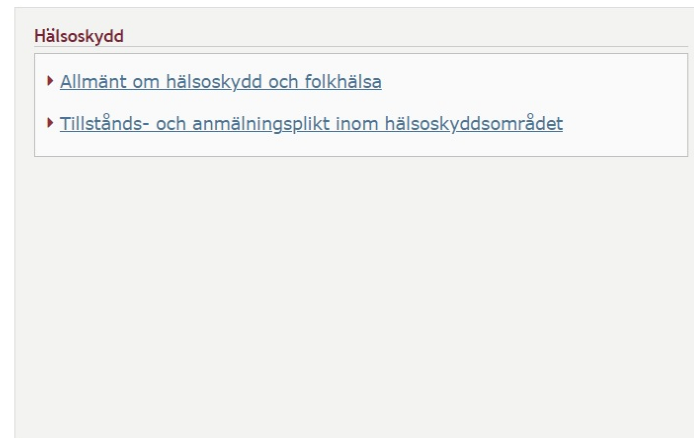 Hälsoskydd
Allmänt om hälsoskydd och folkhälsa
Tillstånds- och anmälningsplikt inom hälsoskyddsområdet